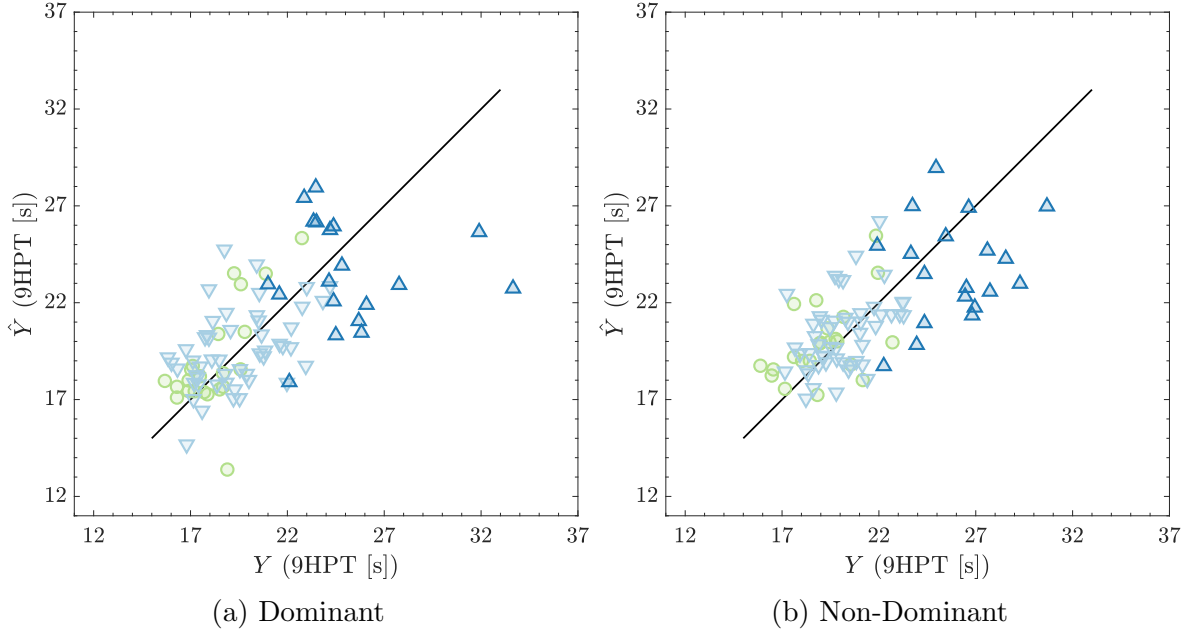 37
32
27
22
17
12
Ŷ (9HPT [s])
12 17 22 27 32 37
Y (9HPT [s])
(a) Dominant
37
32
27
22
17
12
Ŷ (9HPT [s])
12 17 22 27 32 37
Y (9HPT [s])
(b) Non-Dominant